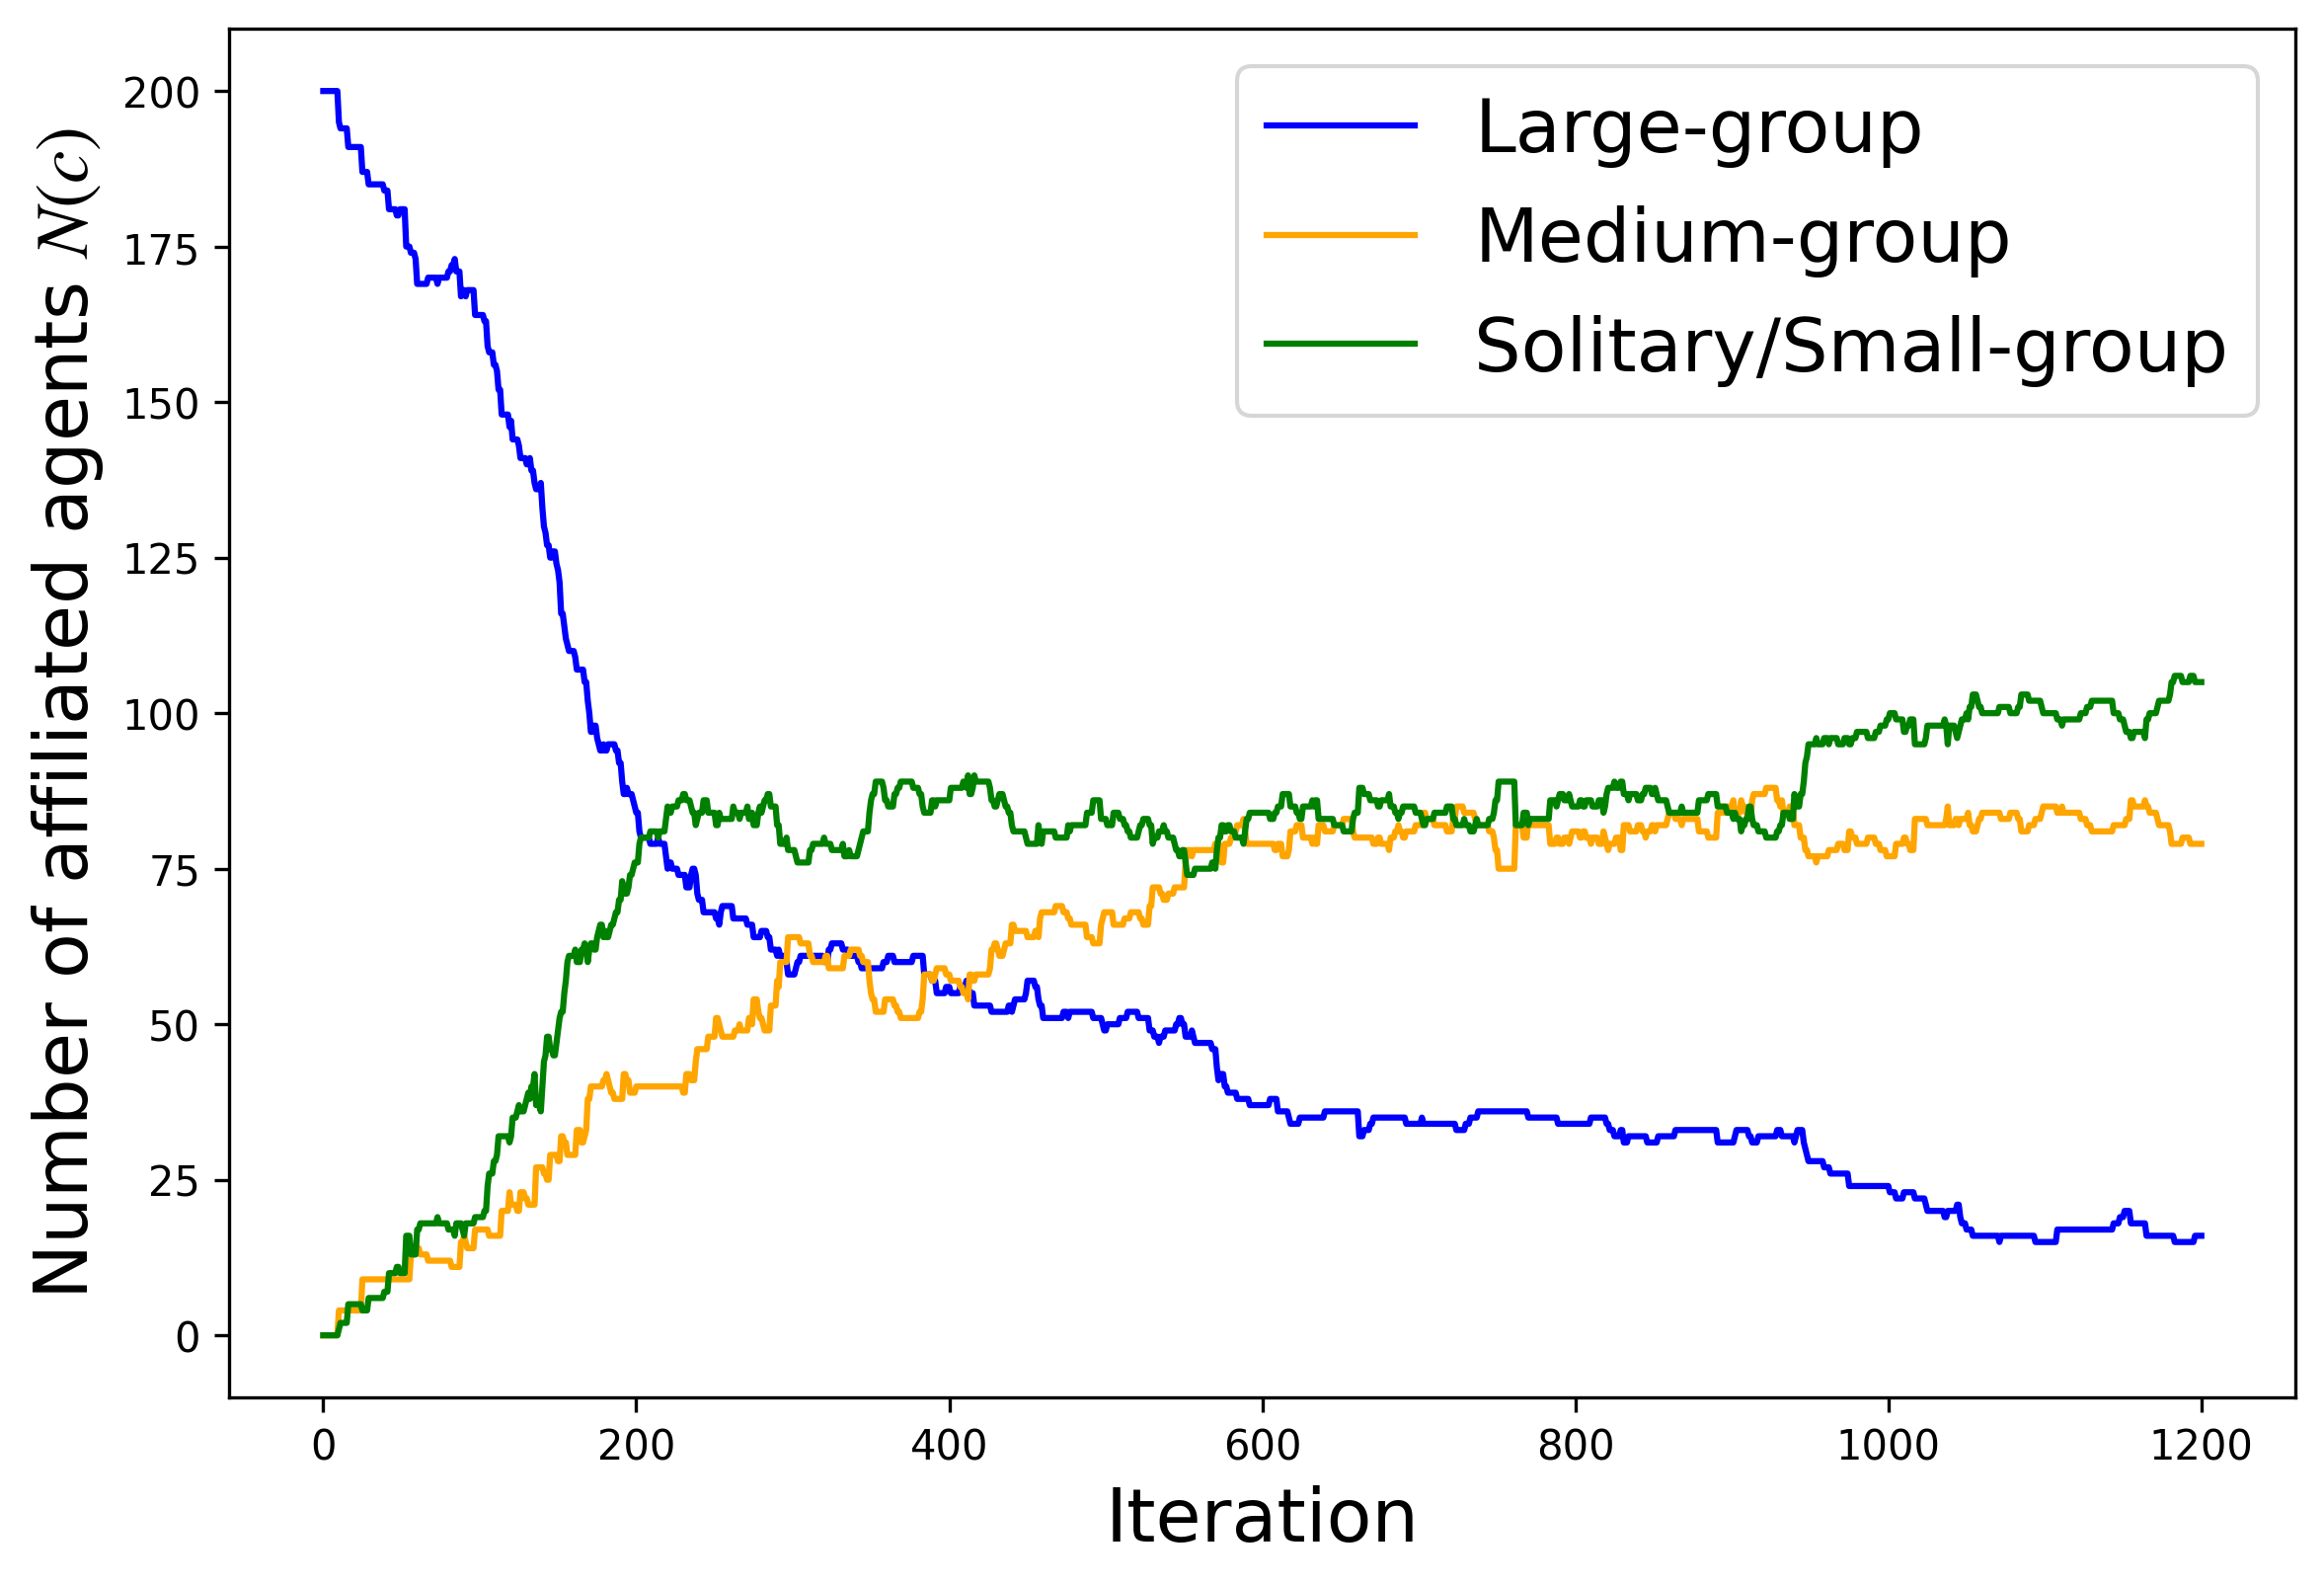 Number of affiliated agents N(c)
200
175
150
125
100
75
50
25
0
Large-group
Medium-group
Solitary/Small-group
0 200 400 600 800 1000 1200
Iteration